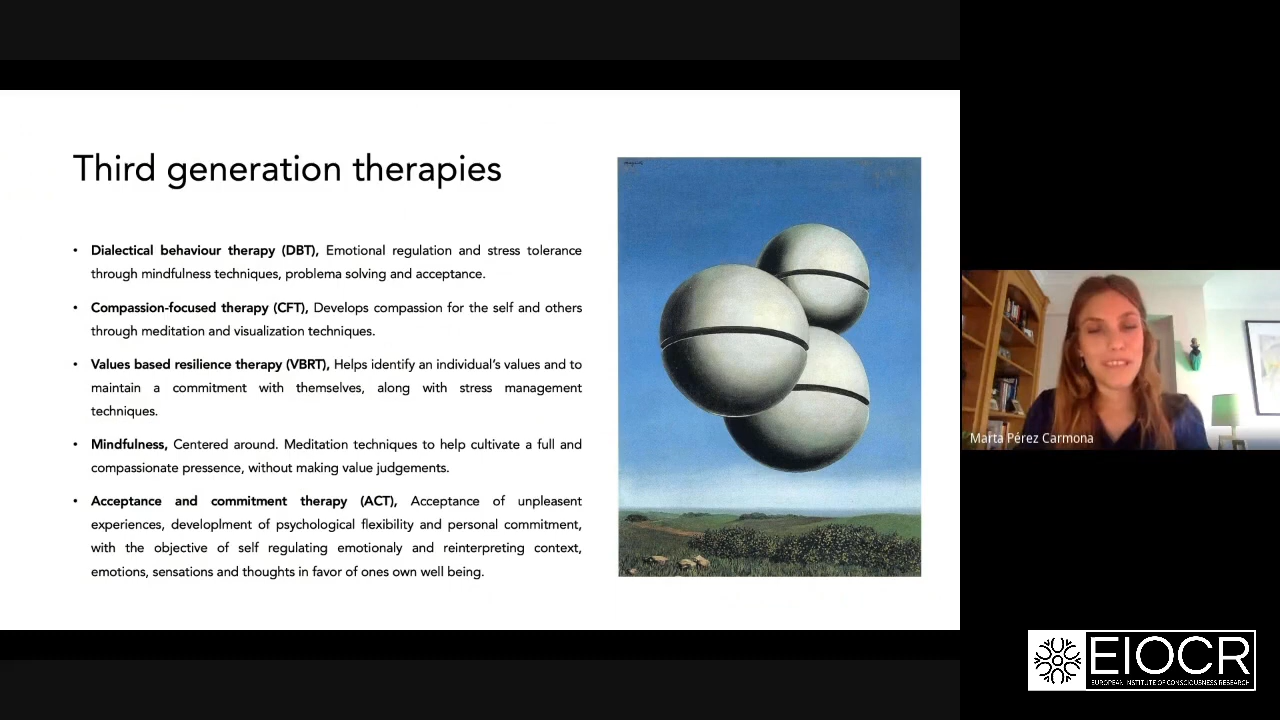 Third generation therapies
• Dialectical behaviour therapy (DBT), Emotional regulation and stress tolerance
through mindfulness techniques, problema solving and acceptance.
• Compassion-focused therapy (CFT), Develops compassion for the self and others
through meditation and visualization techniques.
• Values based resilience therapy (VBRT), Helps identify an individual's values and to
maintain a commitment with themselves, along with stress management
techniques.
• Mindfulness, Centered around. Meditation techniques to help cultivate a full and
compassionate pressence, without making value judgements.
• Acceptance and commitment therapy (ACT), Acceptance of unpleasent
experiences, developlment of psychological flexibility and personal commitment,
with the objective of self regulating emotionaly and reinterpreting context,
emotions, sensations and thoughts in favor of ones own well being.
Marta Pérez Carmona
EIOCR
EUROPEAN INSTITUTE OF CONSCIOUSNESS RESEARCH